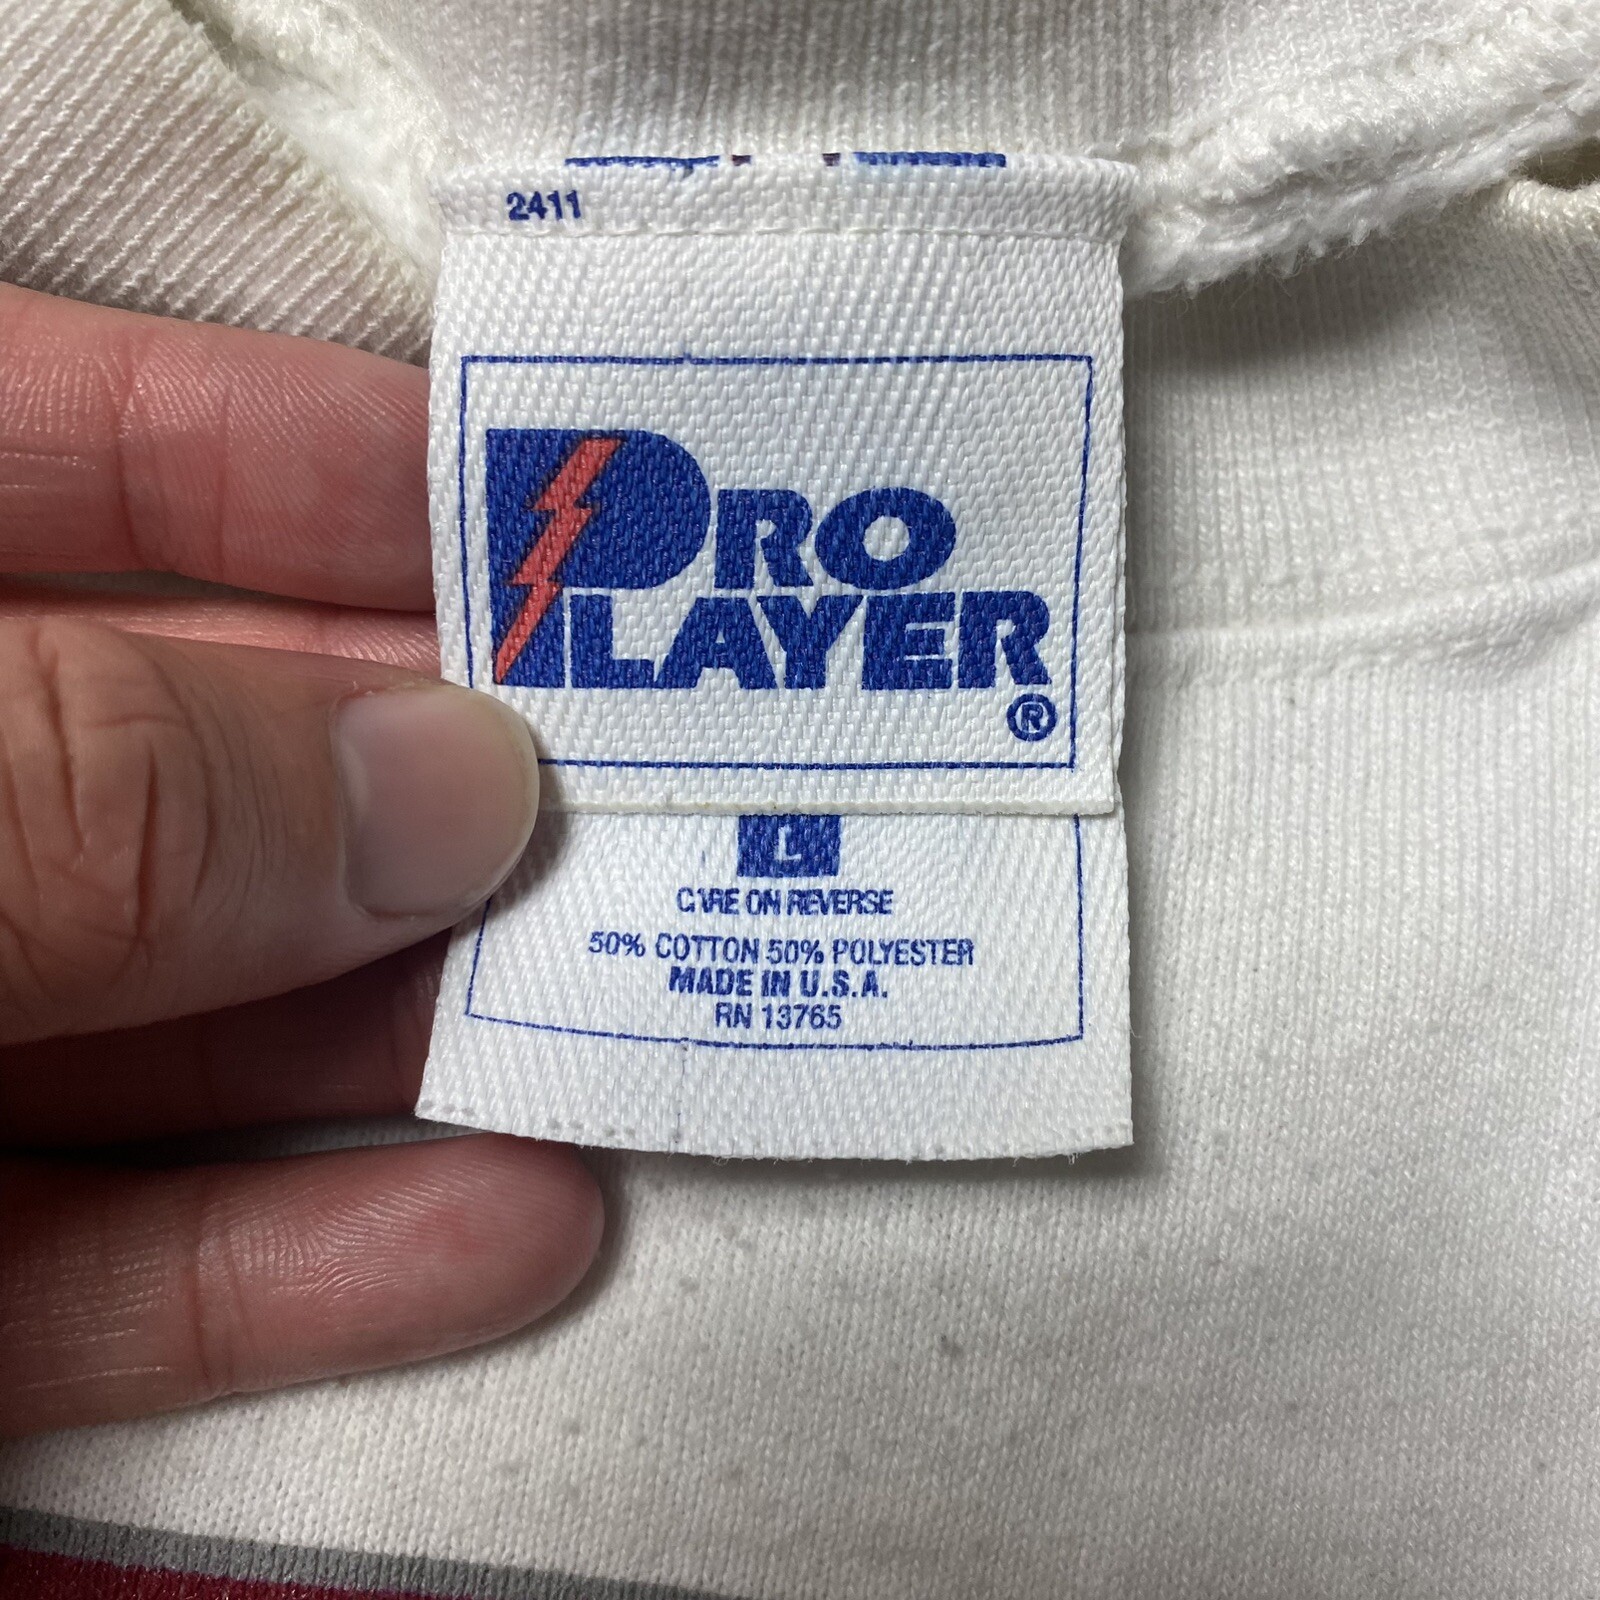 2411
PRO
PLAYER
®
L
CARE ON REVERSE
50% COTTON 50% POLYESTER
MADE IN U.S.A.
RN 13765